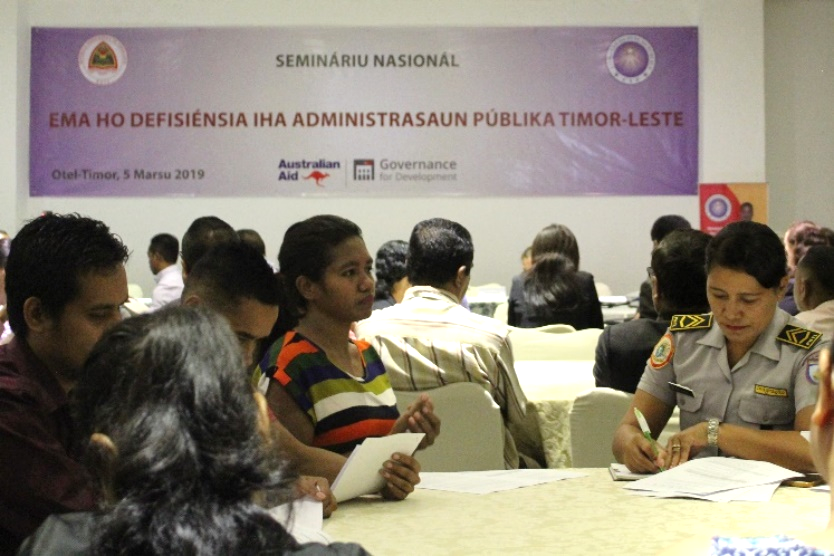 SEMINÁRIU NASIONÁL
EMA HO DEFISIÉNSIA IHA ADMINISTRASAUN PÚBLIKA TIMOR-LESTE
Otel-Timor, 5 Marsu 2019
Australian
Aid
Governance
for Development